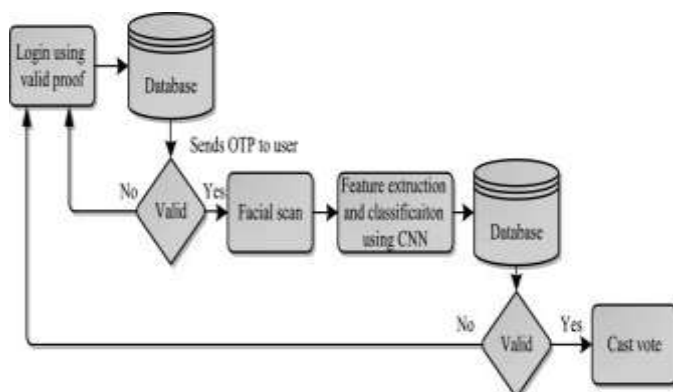 Login using
valid proof
Database
Sends OTP to user
No
Valid
Yes
Facial scan
Feature extruction
and classificaiton
using CNN
Database
No
Valid
Yes
Cast vote